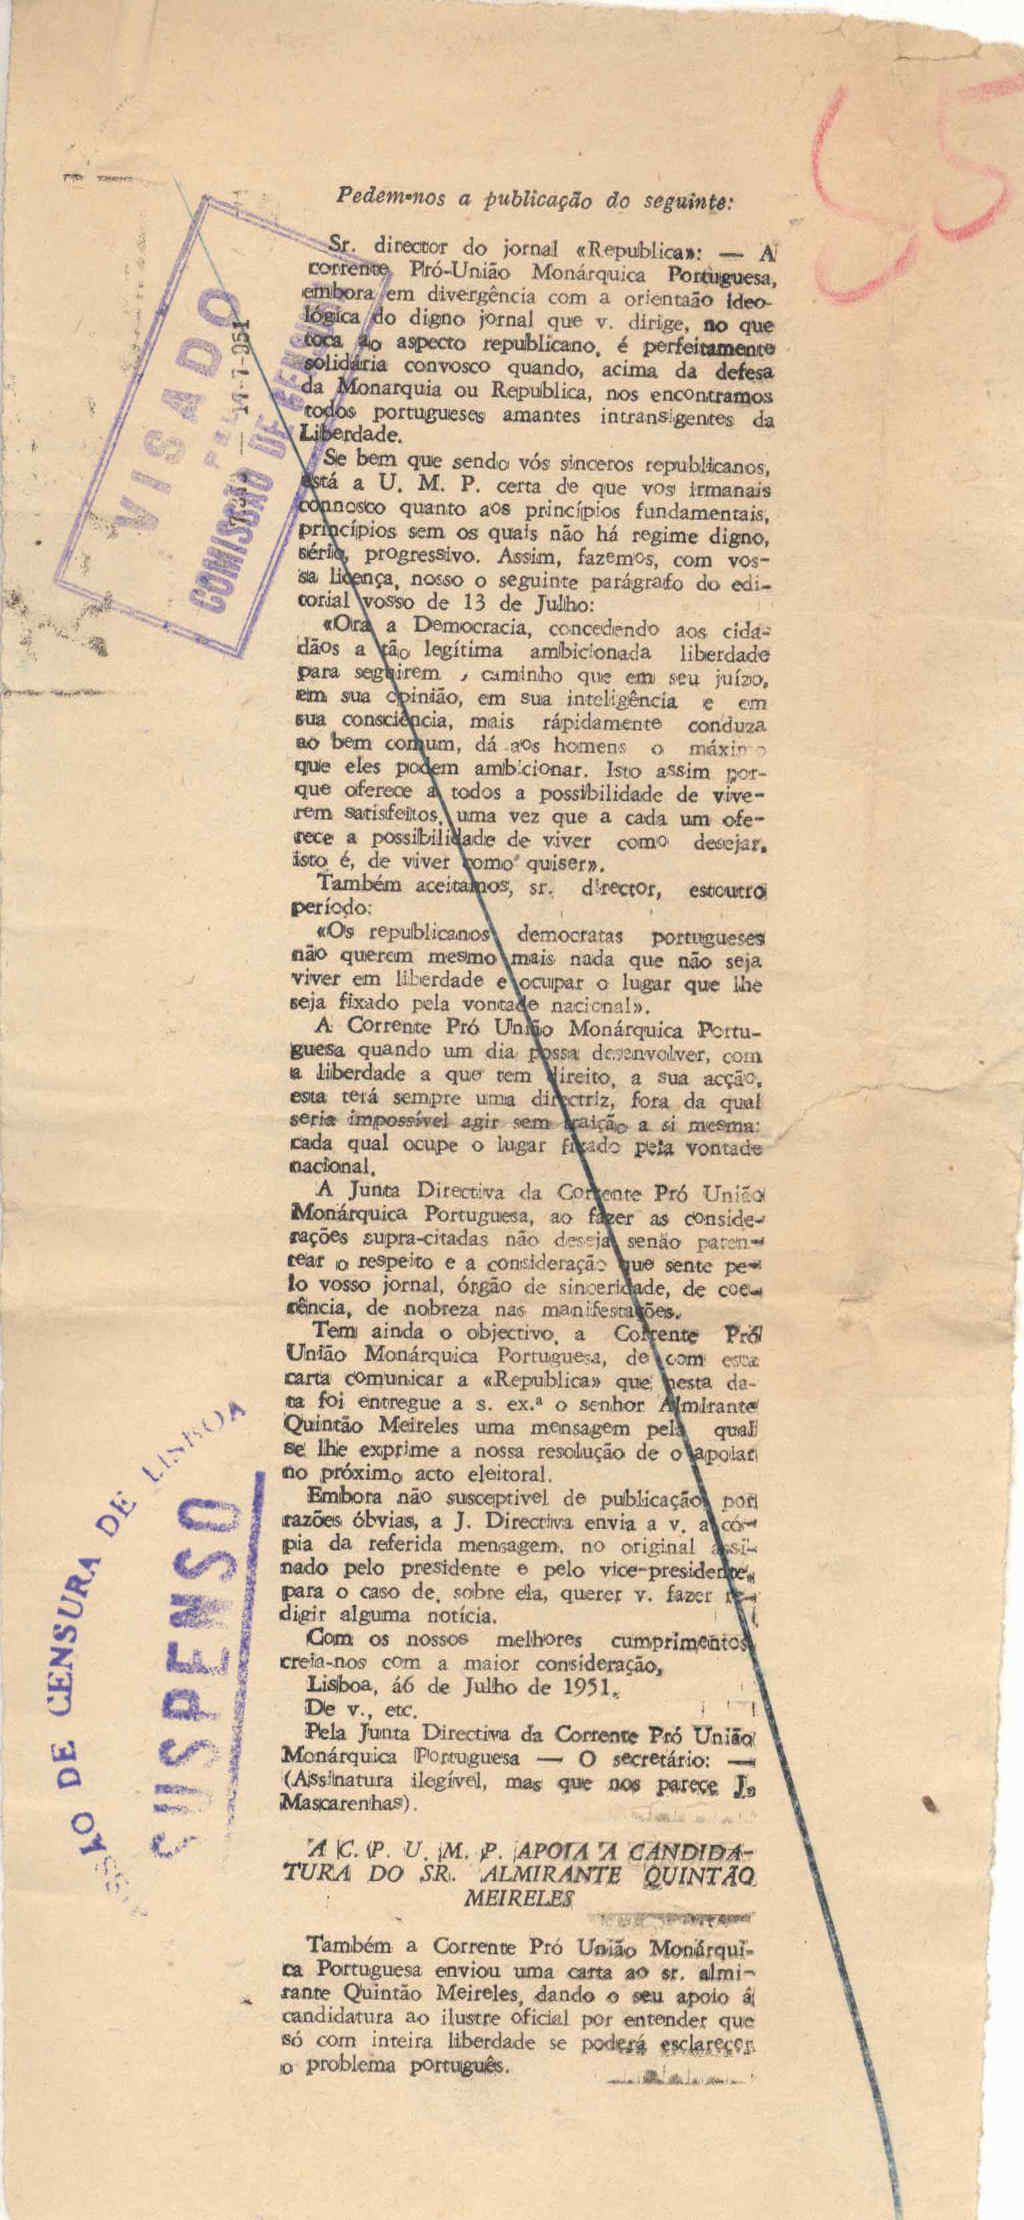 55
Pedem-nos a publicação do seguinte:
Sr. director do jornal «Republica»: — A
corrente Pró-União Monárquica Portuguesa,
embora em divergência com a orientaão ideo-
lógica do digno jornal que v. dirige, no que
toca ao aspecto republicano, é perfeitamente
solidária convosco quando, acima da defesa
da Monarquia ou Republica, nos encontramos
todos portugueses amantes intransigentes da
Liberdade.
Se bem que sendo vós sinceros republicanos,
está a U. M. P. certa de que vos irmanais
connosco quanto aos princípios fundamentais,
princípios sem os quais não há regime digno,
sério, progressivo. Assim, fazemos, com vos-
sa licença, nosso o seguinte parágrafo do edi-
torial vosso de 13 de Julho:
«Ora a Democracia, concedendo aos cida-
dãos a tão legítima ambicionada liberdade
para seguirem , caminho que em seu juízo,
em sua opinião, em sua inteligência e em
sua consciência, mais rápidamente conduza
ao bem comum, dá aos homens o máximo
que eles podem ambicionar. Isto assim por-
que oferece a todos a possibilidade de vive-
rem satisfeitos, uma vez que a cada um ofe-
rece a possibilidade de viver como desejar,
isto é, de viver como quiser».
Também aceitamos, sr. director, estoutro
período:
«Os republicanos democratas portugueses
não querem mesmo mais nada que não seja
viver em liberdade e ocupar o lugar que lhe
seja fixado pela vontade nacional».
A Corrente Pró União Monárquica Portu-
guesa quando um dia possa desenvolver, com
a liberdade a que tem direito, a sua acção,
esta terá sempre uma directriz, fora da qual
seria impossível agir sem traição a si mesma:
cada qual ocupe o lugar fixado pela vontade
nacional.
A Junta Directiva da Corrente Pró União
Monárquica Portuguesa, ao fazer as conside-
rações supra-citadas não deseja senão paten-
tear o respeito e a consideração que sente pe-
lo vosso jornal, órgão de sinceridade, de coe-
rência, de nobreza nas manifestações.
Tem ainda o objectivo, a Corrente Pró
União Monárquica Portuguesa, de com esta
carta comunicar a «Republica» que nesta da-
ta foi entregue a s. ex.ª o senhor Almirante
Quintão Meireles uma mensagem pela qual
se lhe exprime a nossa resolução de o apoiar
no próximo acto eleitoral.
Embora não susceptivel de publicação por
razões óbvias, a J. Directiva envia a v. a có-
pia da referida mensagem, no original assi-
nado pelo presidente e pelo vice-presidente,
para o caso de, sobre ela, querer v. fazer re-
digir alguma notícia.
Com os nossos melhores cumprimentos
creia-nos com a maior consideração,
Lisboa, á6 de Julho de 1951.
De v., etc.
Pela Junta Directiva da Corrente Pró União
Monárquica Portuguesa — O secretário: —
(Assinatura ilegível, mas que nos parece J.
Mascarenhas).
A C. P. U. M. P. APOIA A CANDIDA-
TURA DO SR. ALMIRANTE QUINTÃO
MEIRELES
Também a Corrente Pró União Monárqui-
ca Portuguesa enviou uma carta ao sr. almi-
rante Quintão Meireles, dando o seu apoio á
candidatura ao ilustre oficial por entender que
só com inteira liberdade se poderá esclarecer
o problema português.
VISADO
PELA
COMISSÃO DE CENSURA
DE CENSURA DE LISBOA
SUSPENSO